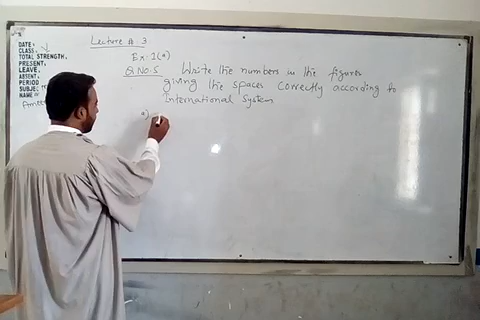 Lecture # 3
DATE:
CLASS,
TOTAL STRENGTH,
PRESENT,
LEAVE,
ABSENT,
PERIOD
SUBJECT
NAME
Ex-1(a)
Q No.5 Write the numbers in the figures
giving the spaces correctly according to
International System
a)